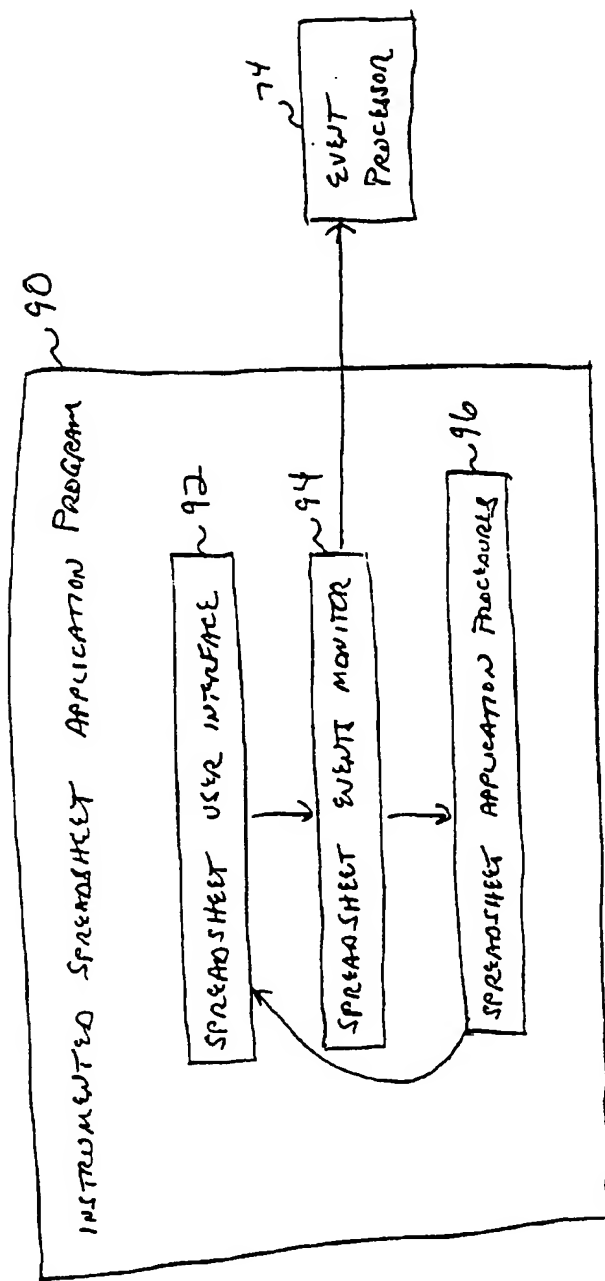 INSTRUMENTED SPREADSHEET APPLICATION PROGRAM
90
SPREADSHEET USER INTERFACE
92
SPREADSHEET EVENTS MONITOR
94
SPREADSHEET APPLICATION PROCEDURES
96
EVENT
PROCESSOR
74